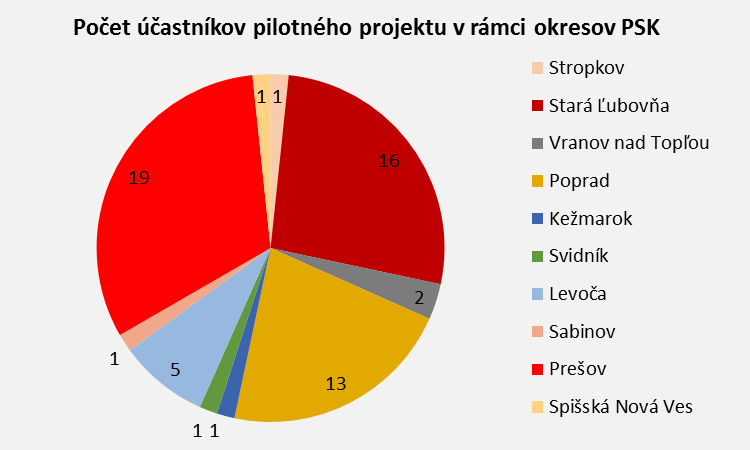 Počet účastníkov pilotného projektu v rámci okresov PSK
Stropkov
Stará Ľubovňa
Vranov nad Topľou
Poprad
Kežmarok
Svidník
Levoča
Sabinov
Prešov
Spišská Nová Ves
1
16
2
13
1
1
5
1
19
1